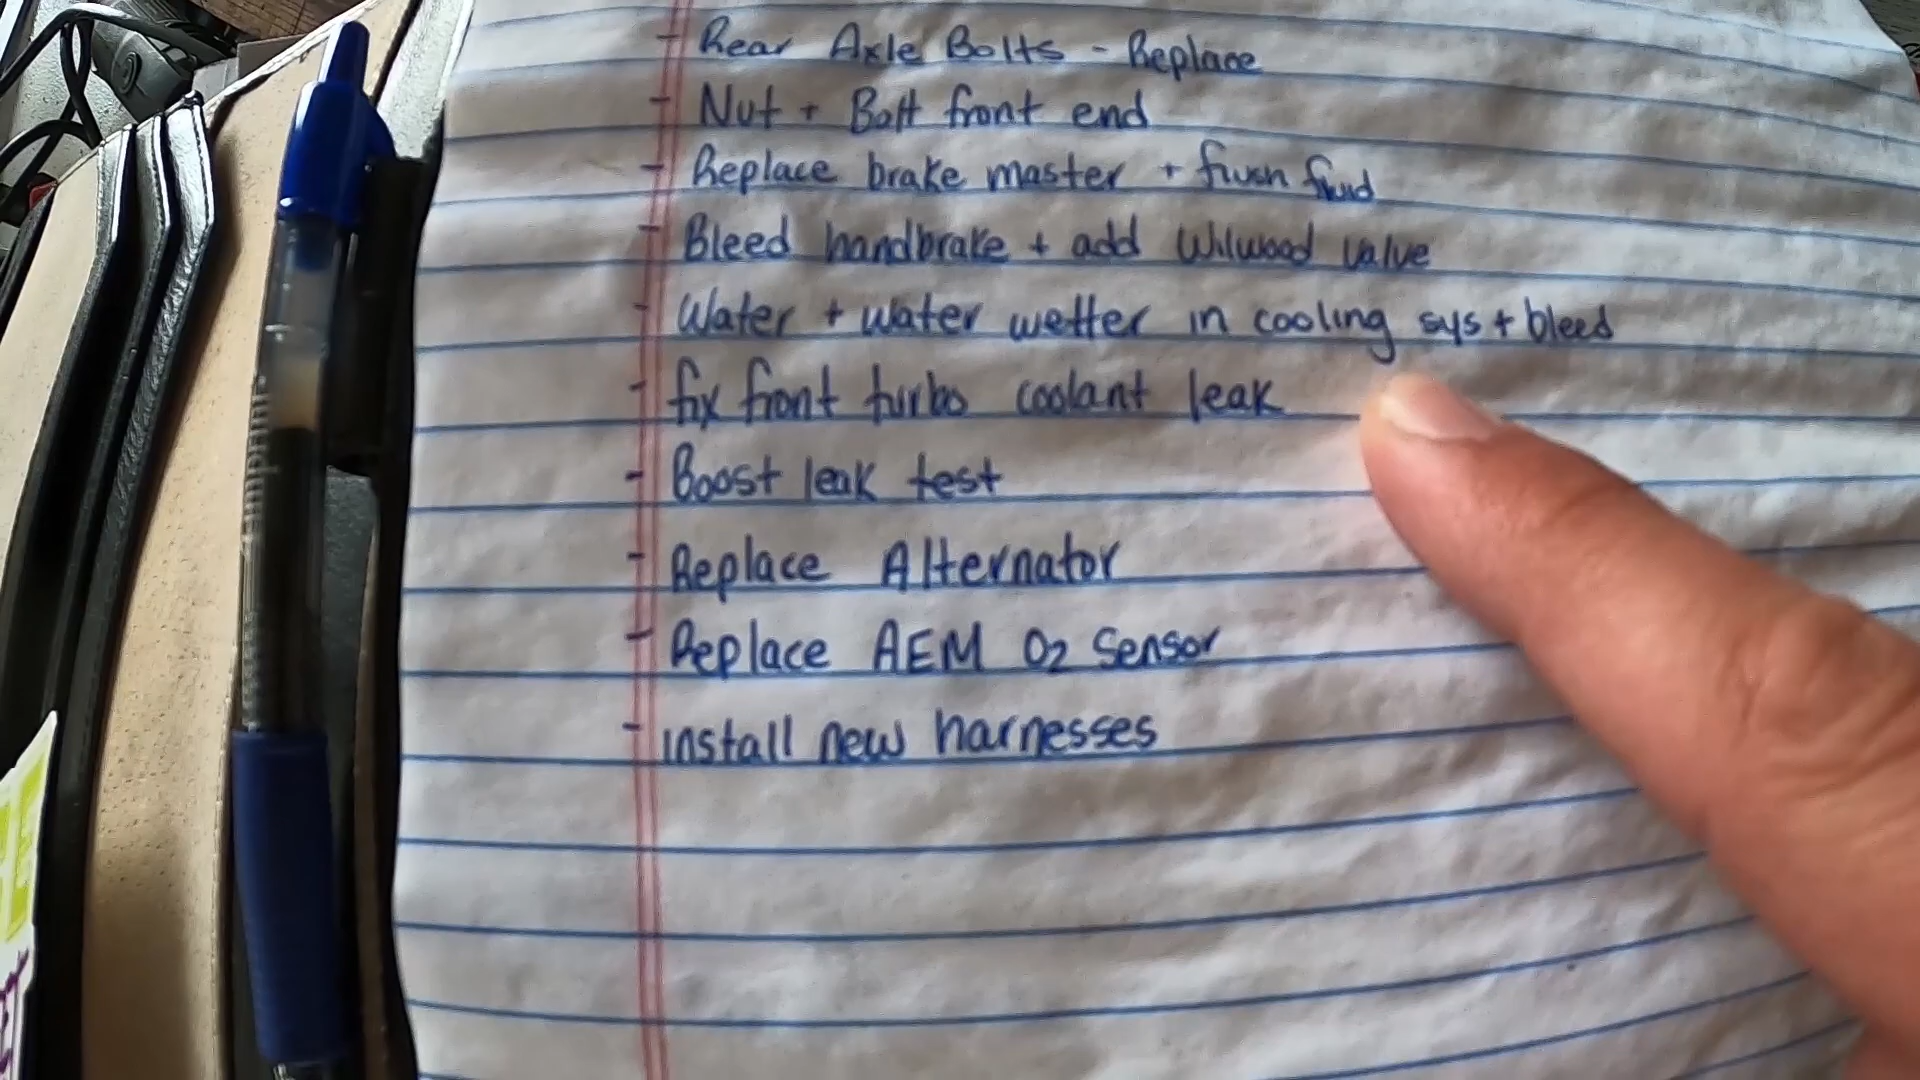 - Rear Axle Bolts - Replace
- Nut + Bolt front end
- Replace brake master + flush fluid
- Bleed handbrake + add Wilwood valve
- Water + water wetter in cooling sys + bleed
- fix front turbo coolant leak
- Boost leak test
- Replace Alternator
- Replace AEM O2 Sensor
- install new harnesses